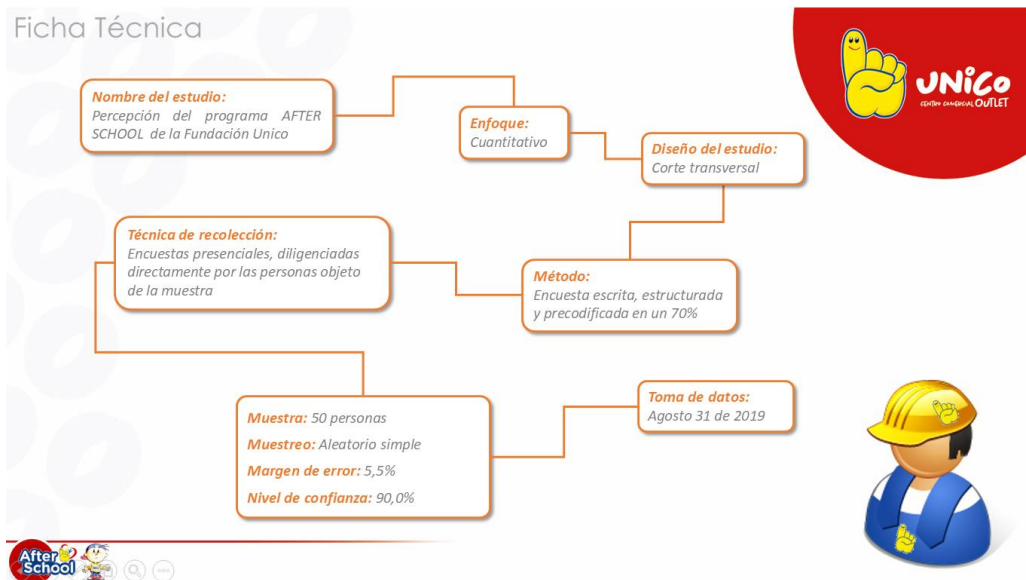 Ficha Técnica
UNiCO
CENTRO COMERCIAL OUTLET
Nombre del estudio:
Percepción del programa AFTER
SCHOOL de la Fundación Unico
Enfoque:
Cuantitativo
Diseño del estudio:
Corte transversal
Técnica de recolección:
Encuestas presenciales, diligenciadas
directamente por las personas objeto
de la muestra
Método:
Encuesta escrita, estructurada
y precodificada en un 70%
Muestra: 50 personas
Muestreo: Aleatorio simple
Margen de error: 5,5%
Nivel de confianza: 90,0%
Toma de datos:
Agosto 31 de 2019
After
School